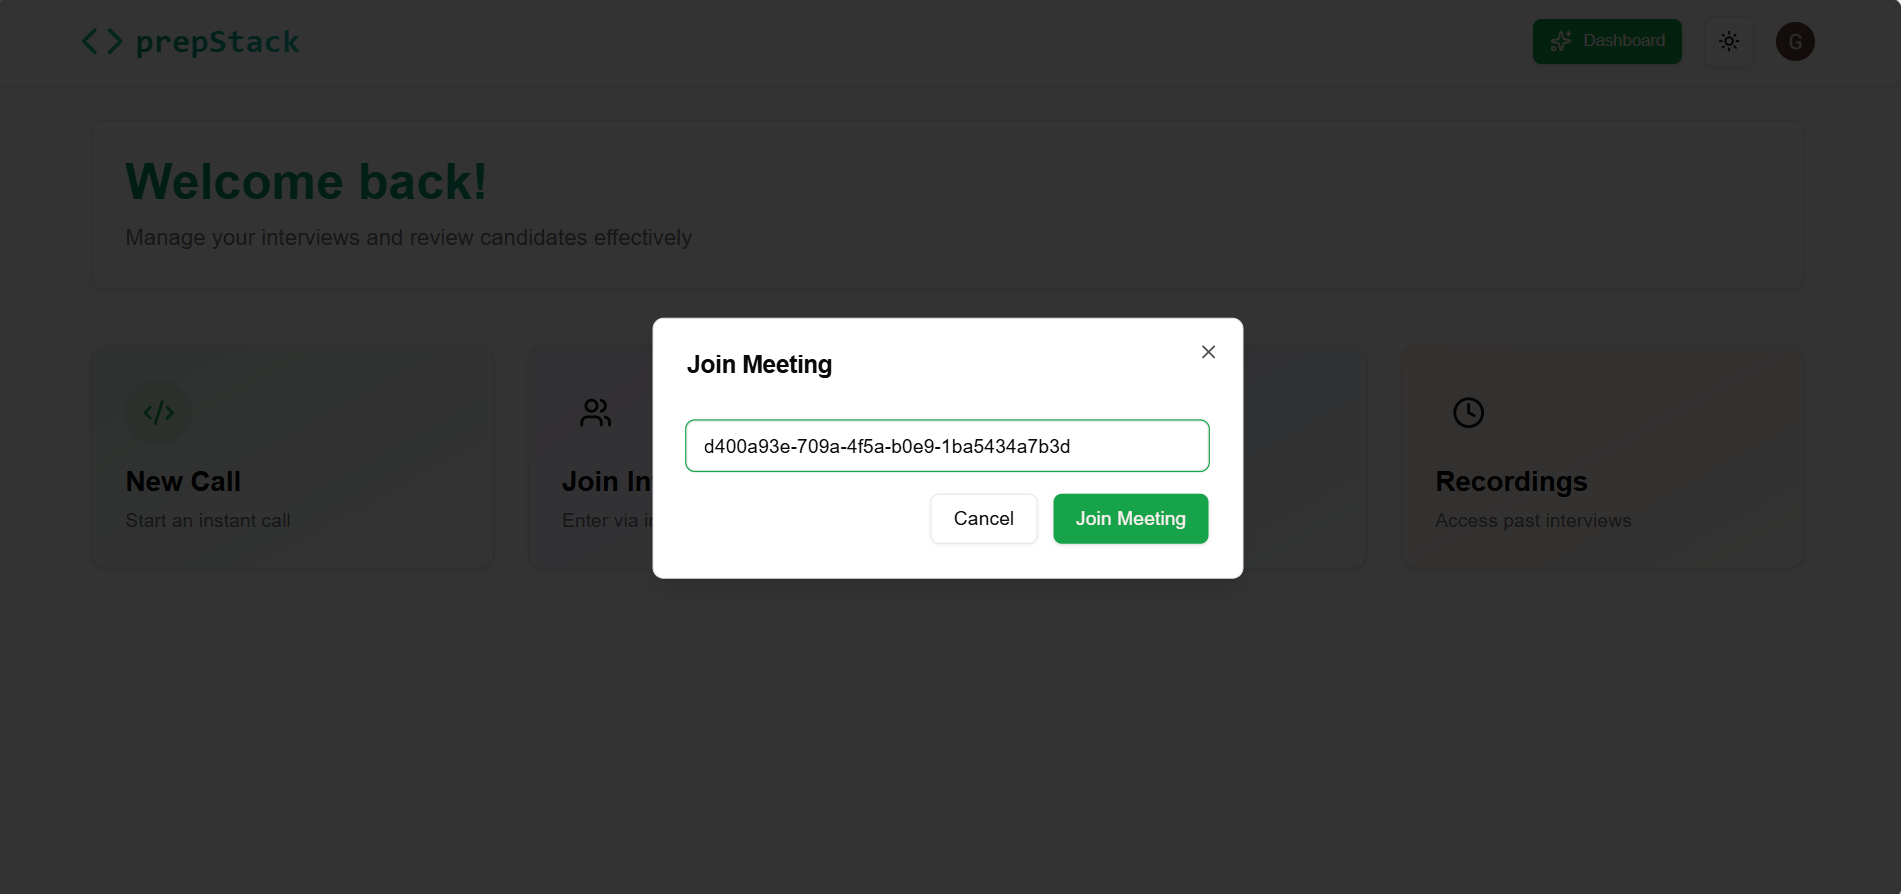 prepStack
Dashboard
G
Welcome back!
Manage your interviews and review candidates effectively
Join Meeting
d400a93e-709a-4f5a-b0e9-1ba5434a7b3d
Cancel
Join Meeting
New Call
Start an instant call
Join In
Enter via
Recordings
Access past interviews